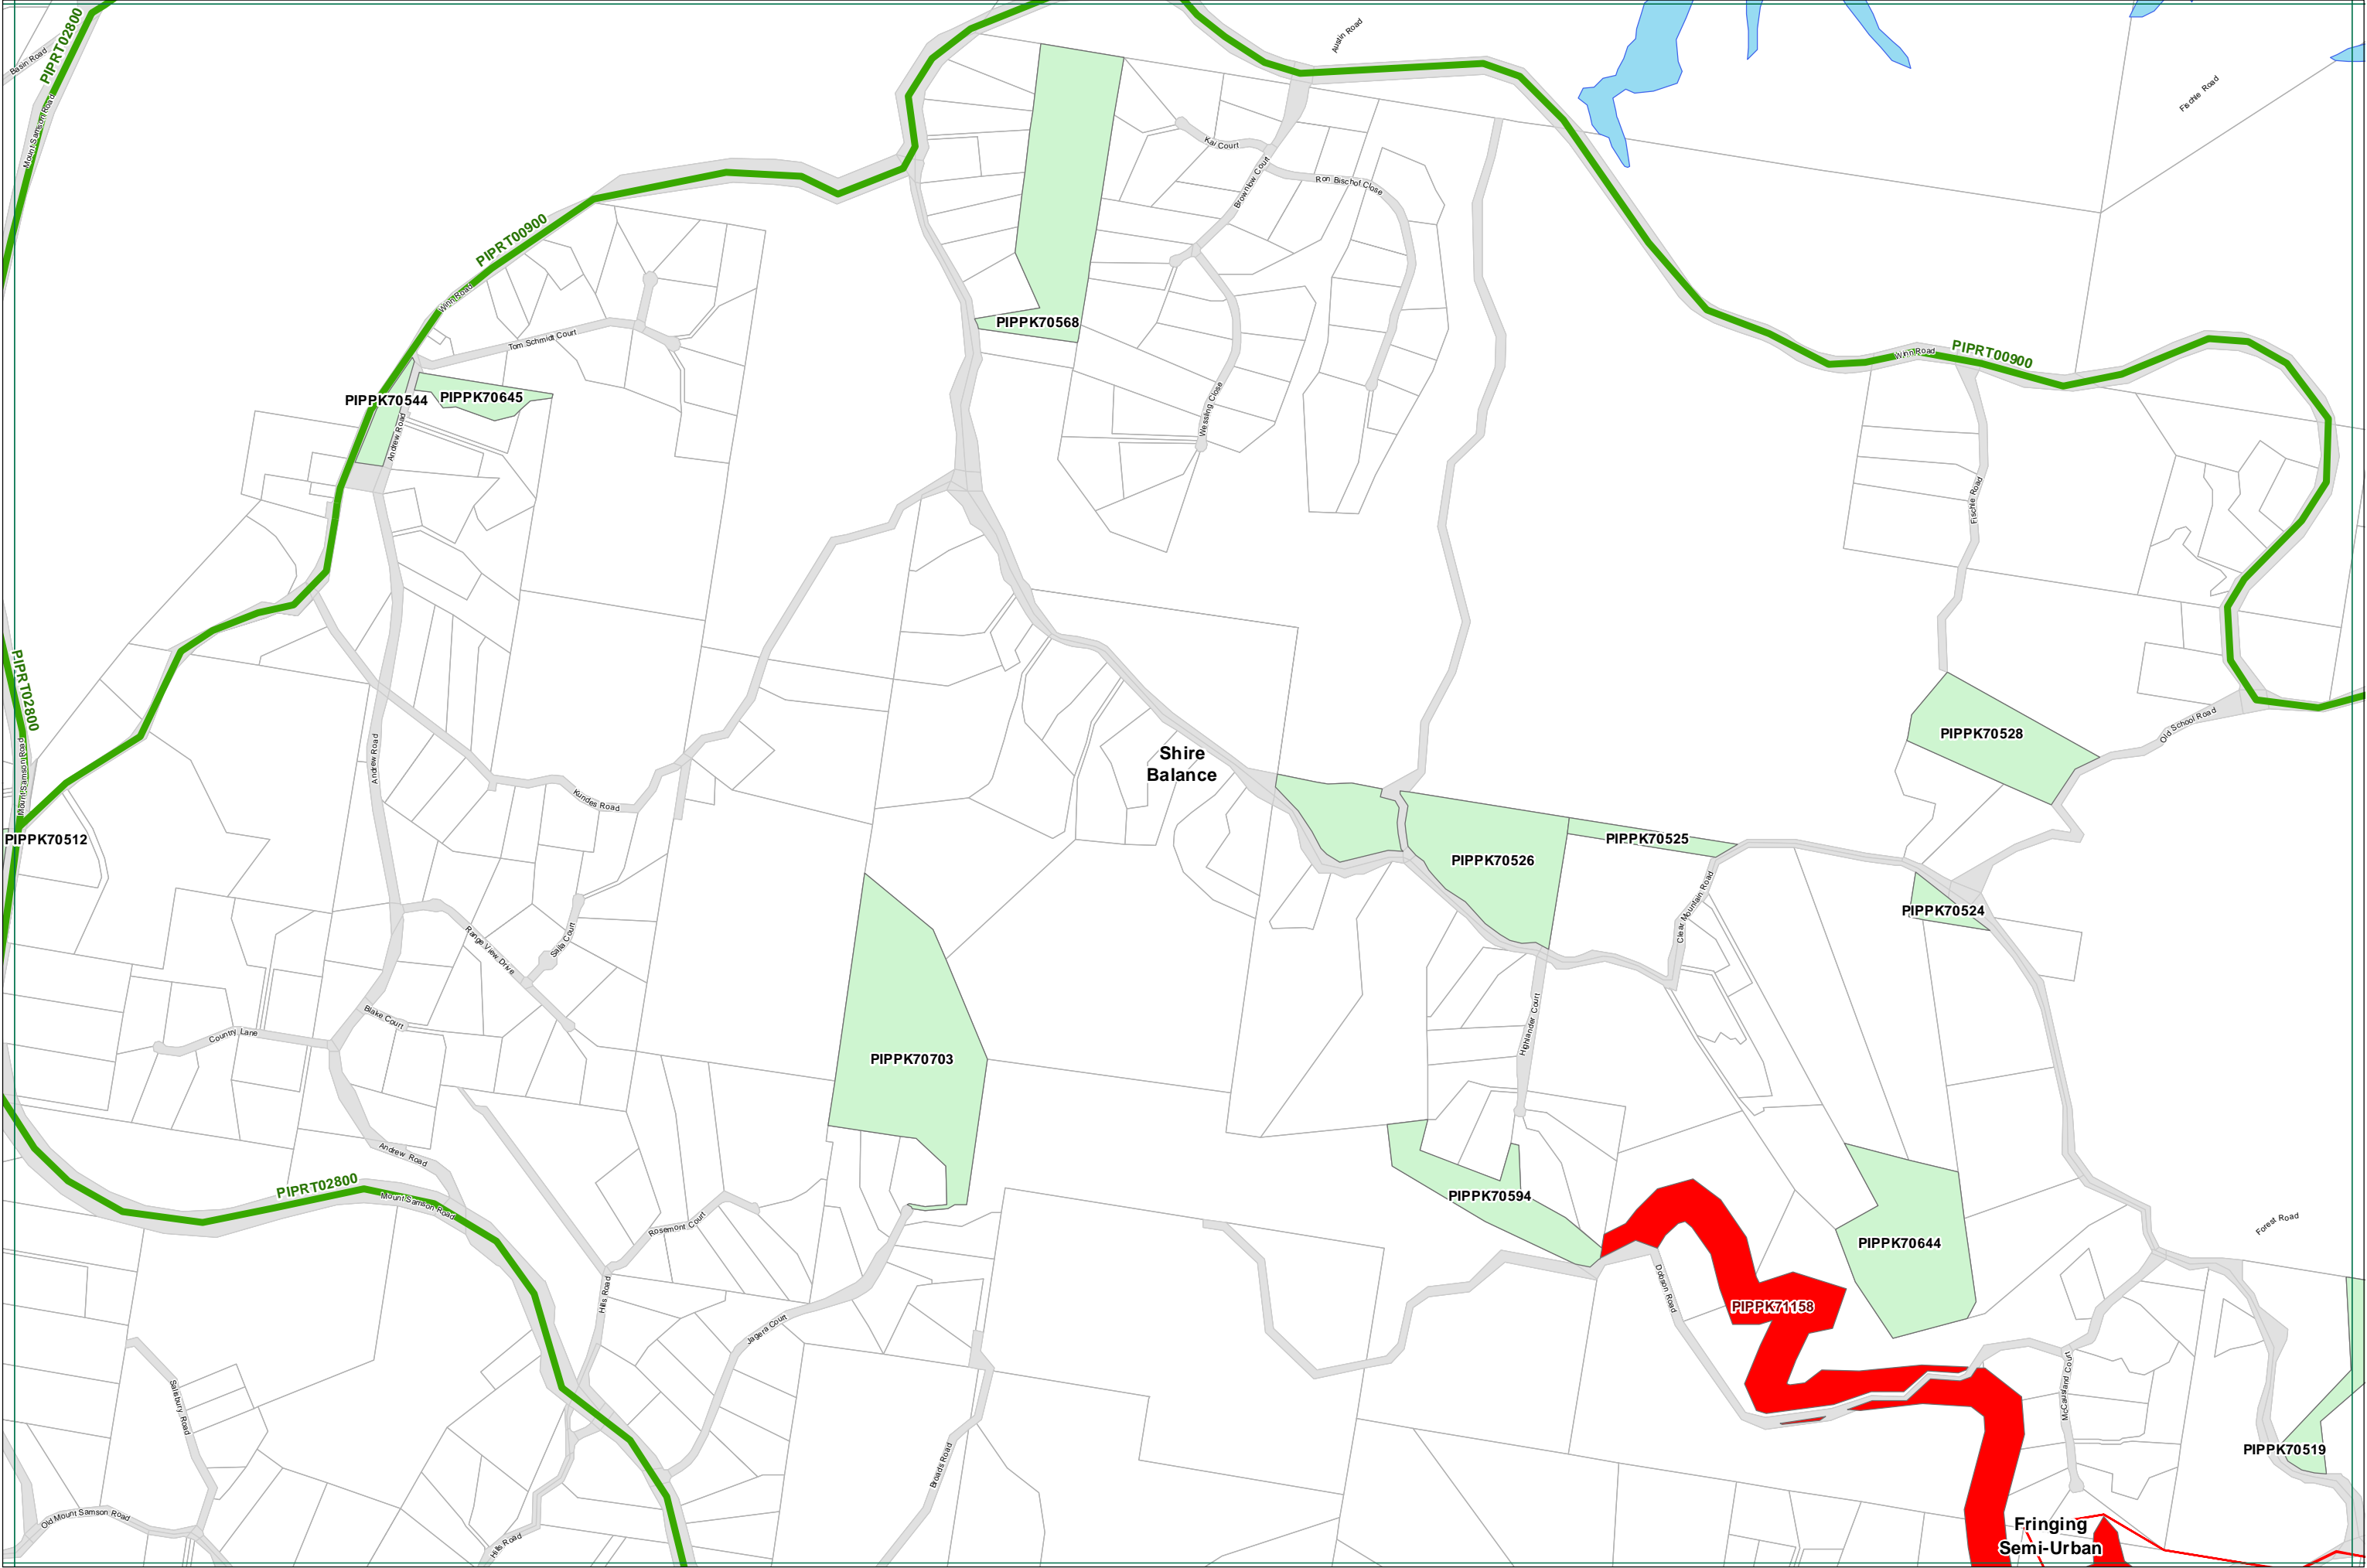 PIPRT02800
Basin Road
Mount Samson Road
Austin Road
Fischle Road
Kai Court
Brownlow Court
Ron Bischof Close
PIPRT00900
Winn Road
Tom Schmidt Court
PIPPK70568
Winn Road
PIPRT00900
PIPPK70544
PIPPK70645
Andrew Road
Wessling Close
Fischle Road
PIPRT02800
Mount Samson Road
Andrew Road
Kundes Road
Shire
Balance
PIPPK70528
Old School Road
PIPPK70512
PIPPK70526
PIPPK70525
Clear Mountain Road
PIPPK70524
Range View Drive
Salla Court
Blake Court
Country Lane
PIPPK70703
Highlander Court
Andrew Road
PIPRT02800
Mount Samson Road
Rosemont Court
PIPPK70594
PIPPK70644
Forest Road
Hills Road
Jagera Court
Dobson Road
PIPPK71158
Salisbury Road
McCausland Court
Broads Road
PIPPK70519
Old Mount Samson Road
Hills Road
Fringing
Semi-Urban